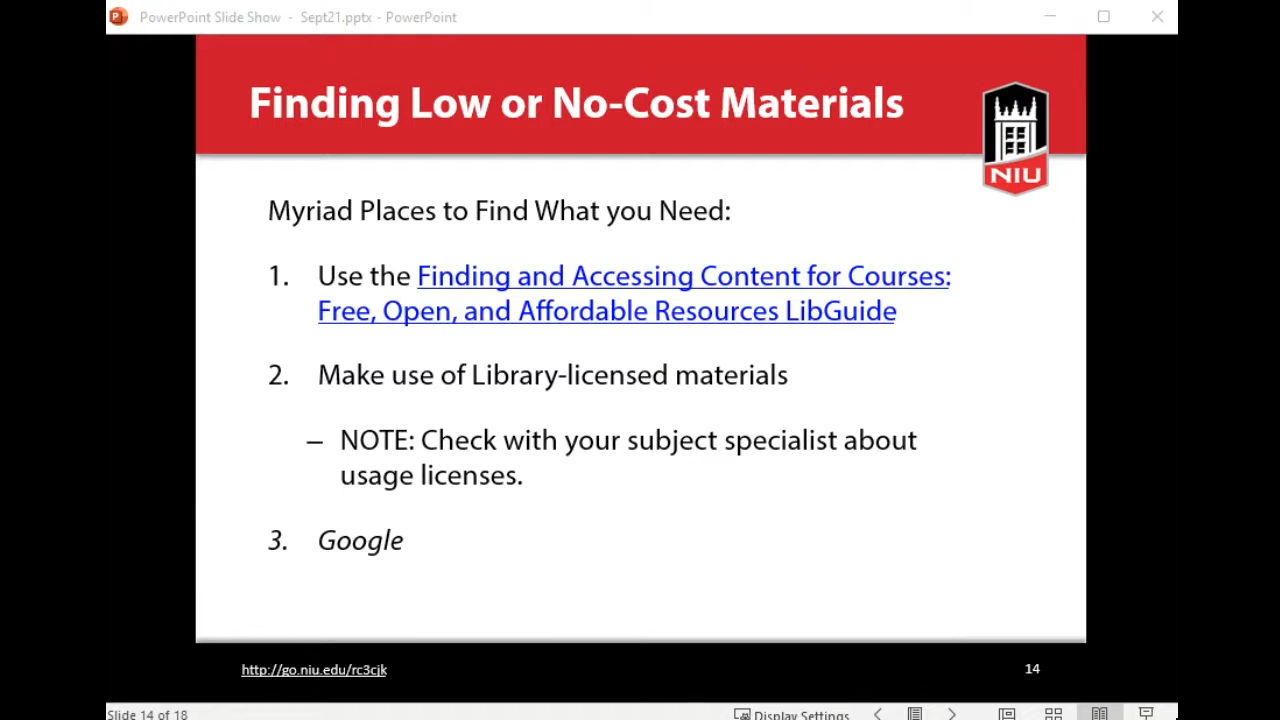 PowerPoint Slide Show - Sept21.pptx - PowerPoint
Finding Low or No-Cost Materials
NIU
Myriad Places to Find What you Need:
1. Use the Finding and Accessing Content for Courses:
Free, Open, and Affordable Resources LibGuide
2. Make use of Library-licensed materials
– NOTE: Check with your subject specialist about
usage licenses.
3. Google
http://go.niu.edu/rc3cjk
14
Slide 14 of 18
Display Settings